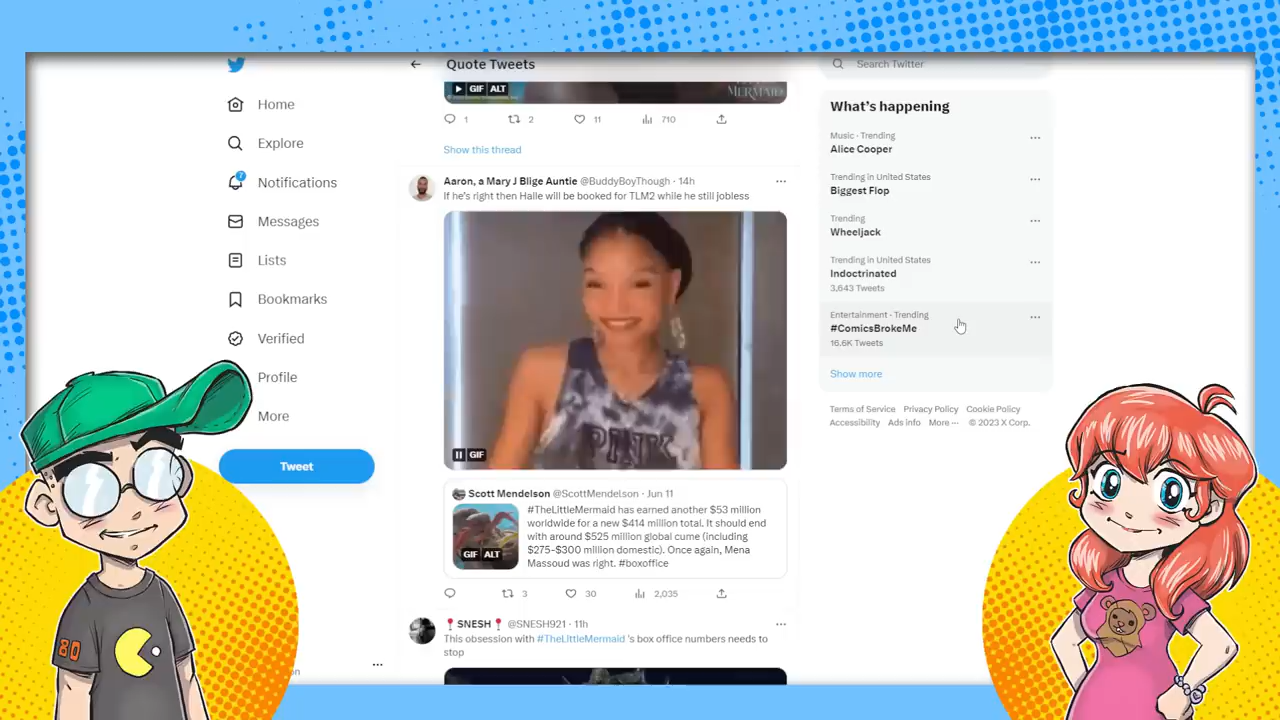 Quote Tweets
Search Twitter
Home
Explore
7
Notifications
Messages
Lists
Bookmarks
Verified
Profile
More
Tweet
GIF ALT
MERMAID
1 2 11 710
Show this thread
Aaron, a Mary J Blige Auntie @BuddyBoyThough · 14h
If he's right then Halle will be booked for TLM2 while he still jobless
PINK
GIF
Scott Mendelson @ScottMendelson · Jun 11
#TheLittleMermaid has earned another $53 million
worldwide for a new $414 million total. It should end
with around $525 million global cume (including
$275-$300 million domestic). Once again, Mena
Massoud was right. #boxoffice
GIF ALT
3 30 2,035
SNESH @SNESH921 · 11h
This obsession with #TheLittleMermaid 's box office numbers needs to
stop
What's happening
Music · Trending
Alice Cooper
Trending in United States
Biggest Flop
Trending
Wheeljack
Trending in United States
Indoctrinated
3,643 Tweets
Entertainment · Trending
#ComicsBrokeMe
16.6K Tweets
Show more
Terms of Service Privacy Policy Cookie Policy
Accessibility Ads info More ··· © 2023 X Corp.
80